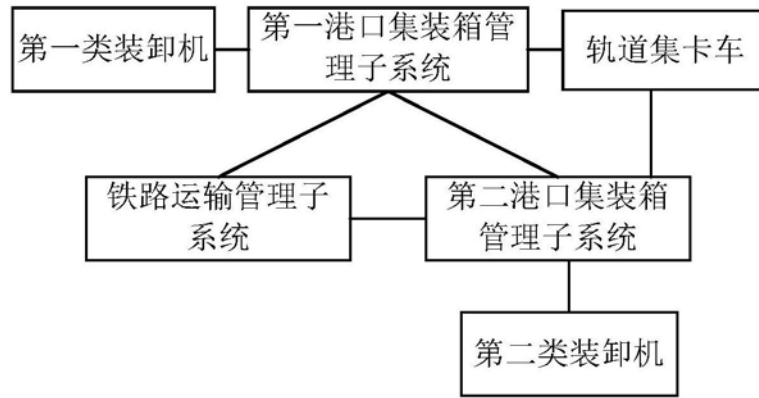 第一类装卸机
第一港口集装箱管
理子系统
轨道集卡车
铁路运输管理子
系统
第二港口集装箱
管理子系统
第二类装卸机